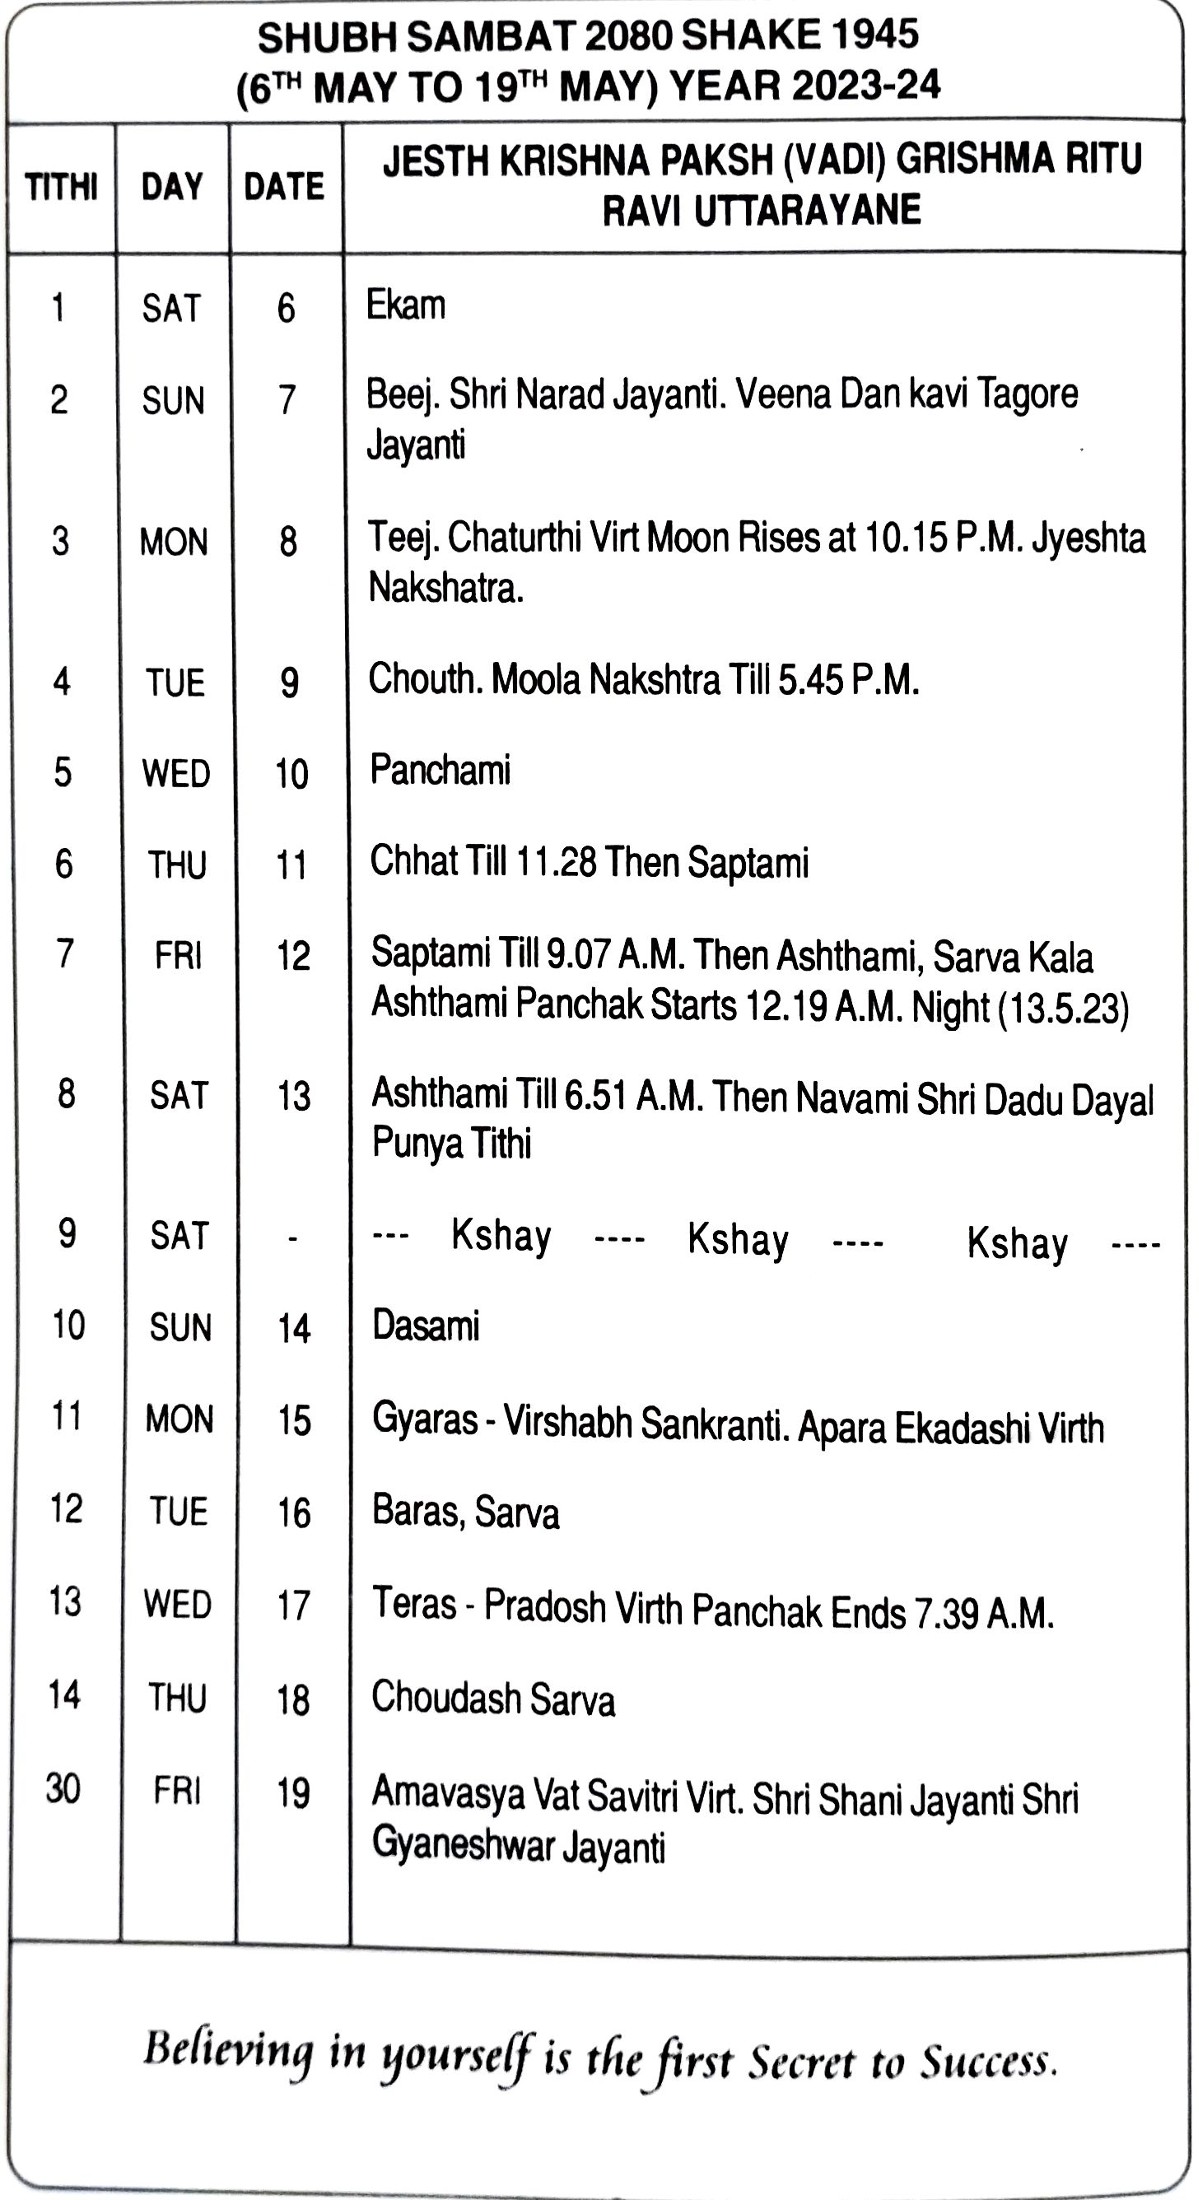 SHUBH SAMBAT 2080 SHAKE 1945
(6TH MAY TO 19TH MAY) YEAR 2023-24
TITHI DAY DATE JESTH KRISHNA PAKSH (VADI) GRISHMA RITU
RAVI UTTARAYANE
1 SAT 6 Ekam
2 SUN 7 Beej. Shri Narad Jayanti. Veena Dan kavi Tagore
Jayanti
3 MON 8 Teej. Chaturthi Virt Moon Rises at 10.15 P.M. Jyeshta
Nakshatra.
4 TUE 9 Chouth. Moola Nakshtra Till 5.45 P.M.
5 WED 10 Panchami
6 THU 11 Chhat Till 11.28 Then Saptami
7 FRI 12 Saptami Till 9.07 A.M. Then Ashthami, Sarva Kala
Ashthami Panchak Starts 12.19 A.M. Night (13.5.23)
8 SAT 13 Ashthami Till 6.51 A.M. Then Navami Shri Dadu Dayal
Punya Tithi
9 SAT - --- Kshay ---- Kshay ---- Kshay ----
10 SUN 14 Dasami
11 MON 15 Gyaras - Virshabh Sankranti. Apara Ekadashi Virth
12 TUE 16 Baras, Sarva
13 WED 17 Teras - Pradosh Virth Panchak Ends 7.39 A.M.
14 THU 18 Choudash Sarva
30 FRI 19 Amavasya Vat Savitri Virt. Shri Shani Jayanti Shri
Gyaneshwar Jayanti
Believing in yourself is the first Secret to Success.